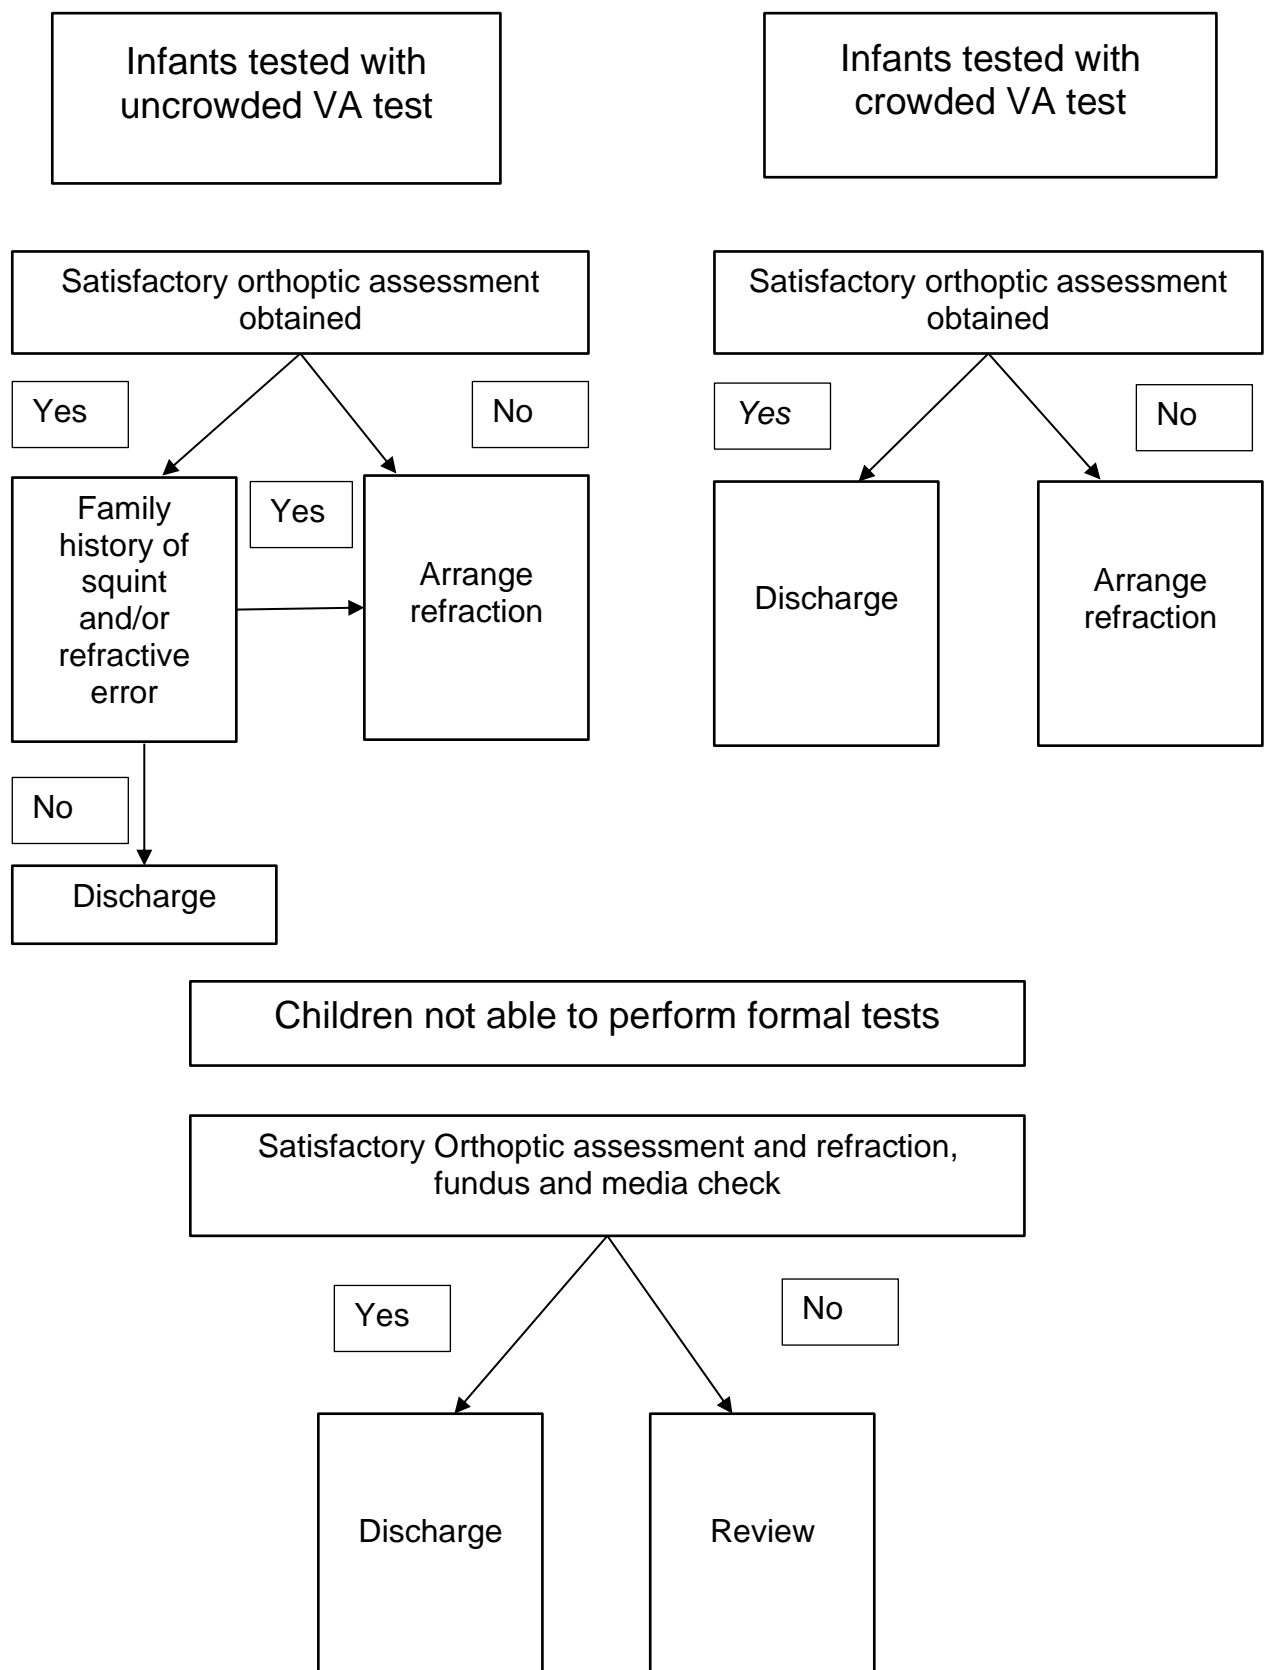 Infants tested with
uncrowded VA test
Infants tested with
crowded VA test
Satisfactory orthoptic assessment
obtained
Satisfactory orthoptic assessment
obtained
Yes
No
Yes
No
Family
history of
squint
and/or
refractive
error
Yes
Arrange
refraction
Discharge
Arrange
refraction
No
Discharge
Children not able to perform formal tests
Satisfactory Orthoptic assessment and refraction,
fundus and media check
Yes
No
Discharge
Review